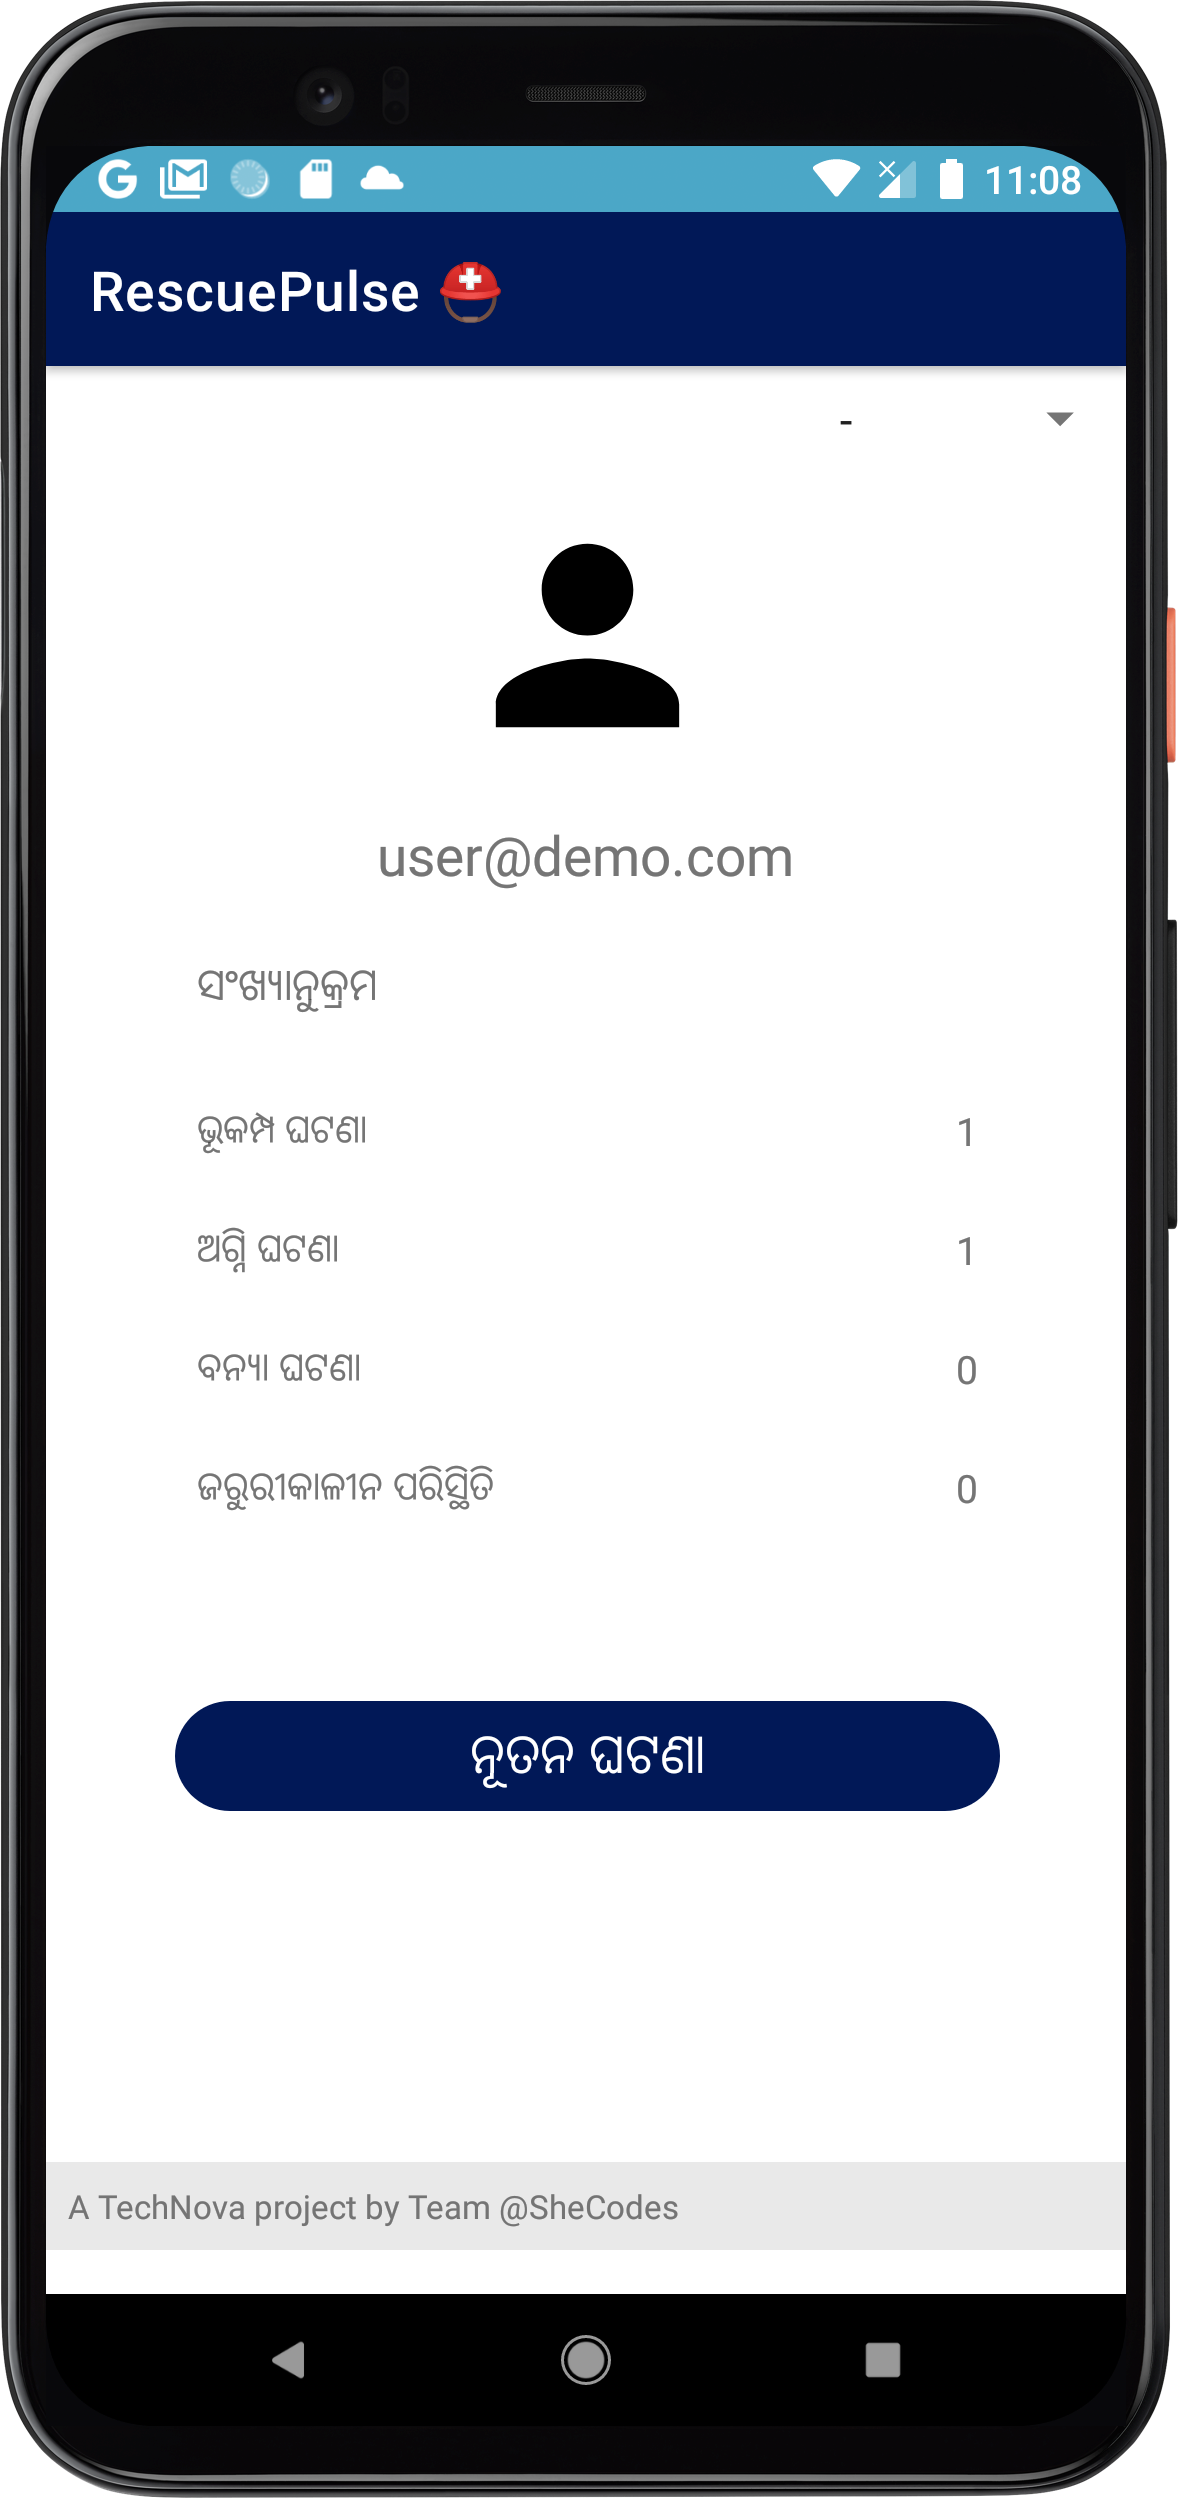 11:08
RescuePulse
-
user@demo.com
ସଂଖ୍ୟାନୁକ୍ରମ
ଭୂକମ୍ପ ଘଟଣା 1
ଅଗ୍ନି ଘଟଣା 1
ବନ୍ୟା ଘଟଣା 0
ଜରୁରୀକାଳୀନ ପରିସ୍ଥିତି 0
ନୂତନ ଘଟଣା
A TechNova project by Team @SheCodes